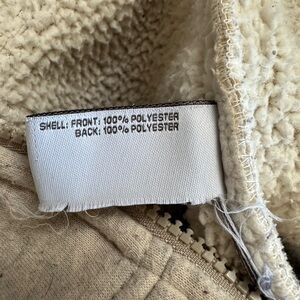 SHELL: FRONT: 100% POLYESTER
BACK: 100% POLYESTER